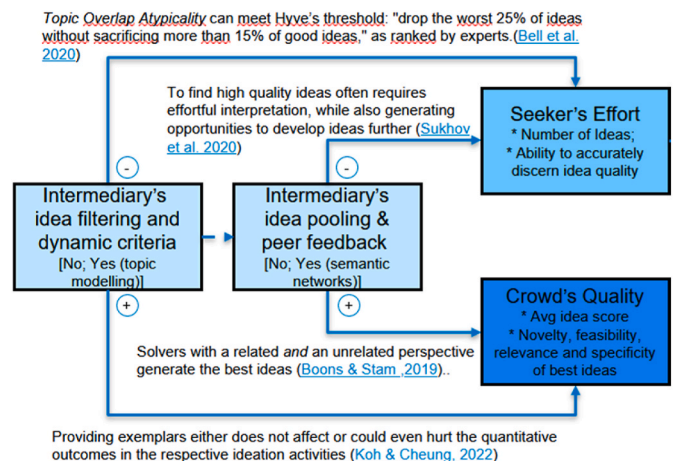 Topic Overlap Atypicality can meet Hyve's threshold: "drop the worst 25% of ideas
without sacrificing more than 15% of good ideas," as ranked by experts.(Bell et al.
2020)
To find high quality ideas often requires
effortful interpretation, while also generating
opportunities to develop ideas further (Sukhov
et al. 2020)
Seeker's Effort
* Number of Ideas;
* Ability to accurately
discern idea quality
-
-
Intermediary's
idea filtering and
dynamic criteria
[No; Yes (topic
modelling)]
Intermediary's
idea pooling &
peer feedback
[No; Yes (semantic
networks)]
+
+
Crowd's Quality
* Avg idea score
* Novelty, feasibility,
relevance and specificity
of best ideas
Solvers with a related and an unrelated perspective
generate the best ideas (Boons & Stam ,2019)..
Providing exemplars either does not affect or could even hurt the quantitative
outcomes in the respective ideation activities (Koh & Cheung, 2022)